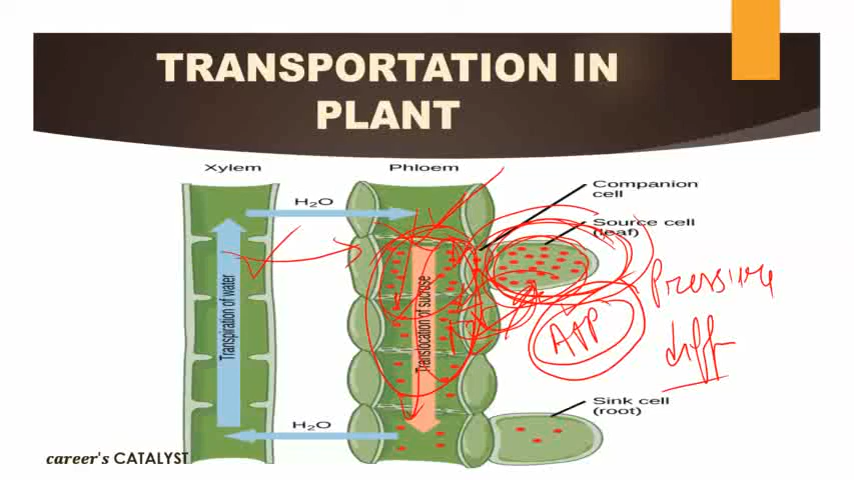 TRANSPORTATION IN
PLANT
Xylem
Phloem
H₂O
Companion
cell
Source cell
(leaf)
Transpiration of water
Translocation of sucrose
Pressure
diff
ATP
Sink cell
(root)
H₂O
career's CATALYST